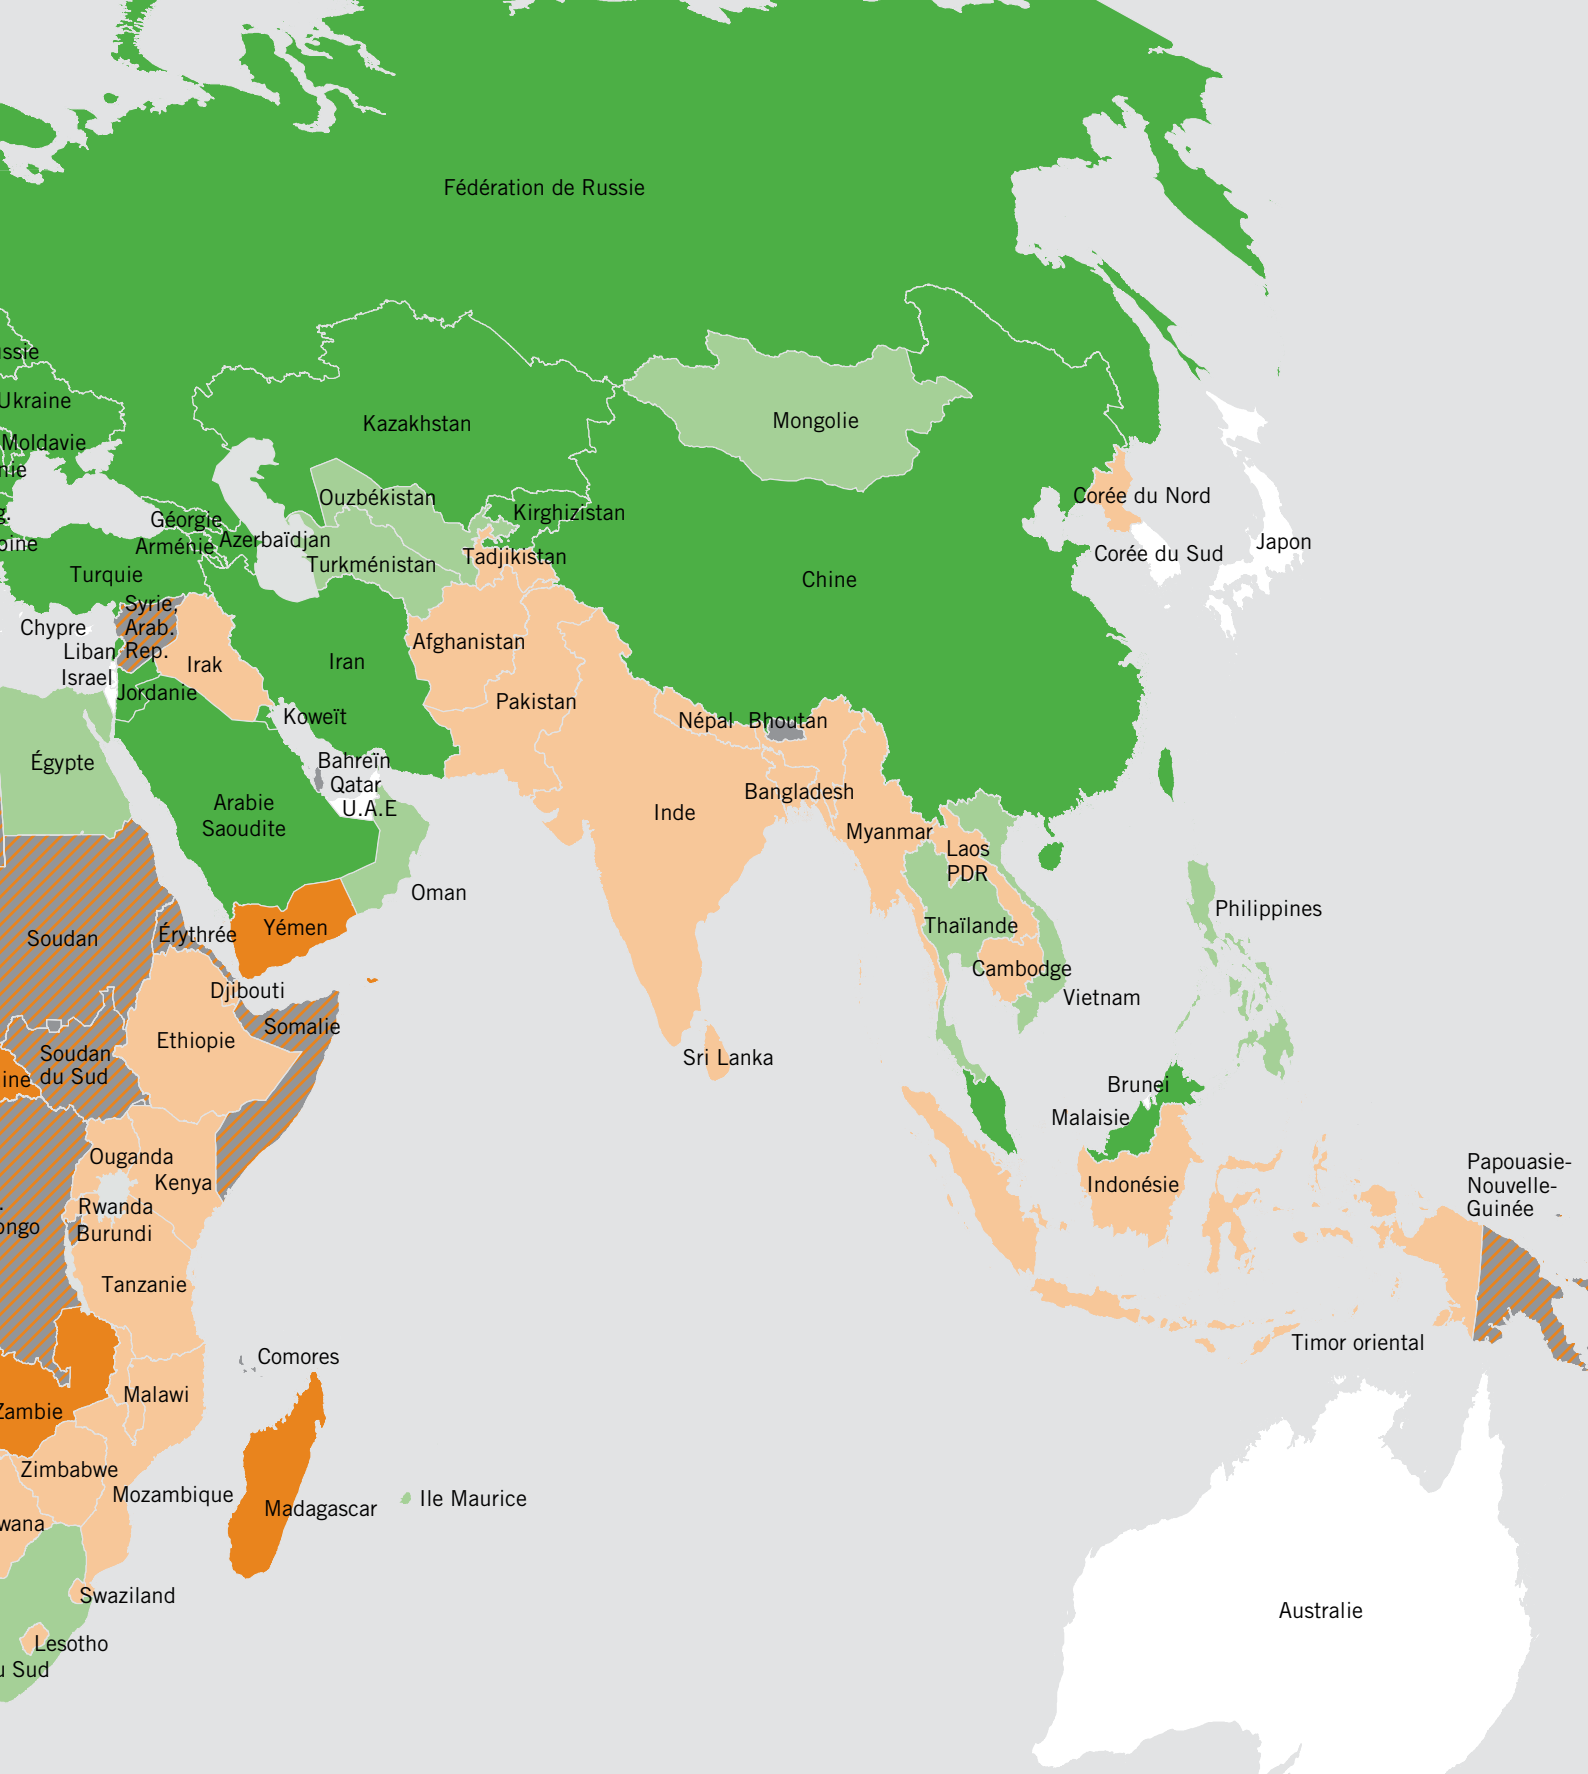 Fédération de Russie
ssie
Ukraine
Kazakhstan
Mongolie
Moldavie
nie
Ouzbékistan
Corée du Nord
Kirghizistan
Géorgie
g.
Azerbaïdjan
oine
Arménie
Japon
Corée du Sud
Tadjikistan
Turkménistan
Turquie
Chine
Syrie,
Arab.
Rep.
Chypre
Liban
Israel
Afghanistan
Irak
Iran
Jordanie
Pakistan
Koweït
Népal
Bhoutan
Égypte
Bahreïn
Qatar
U.A.E
Bangladesh
Arabie
Saoudite
Inde
Myanmar
Laos
PDR
Oman
Philippines
Thaïlande
Yémen
Soudan
Érythrée
Cambodge
Djibouti
Vietnam
Somalie
Ethiopie
Soudan
du Sud
Sri Lanka
ine
Brunei
Malaisie
Ouganda
Kenya
Indonésie
Papouasie-
Nouvelle-
Guinée
Rwanda
ongo
Burundi
Tanzanie
Timor oriental
Comores
Malawi
Zambie
Zimbabwe
Mozambique
Madagascar
Ile Maurice
wana
Swaziland
Australie
Lesotho
u Sud